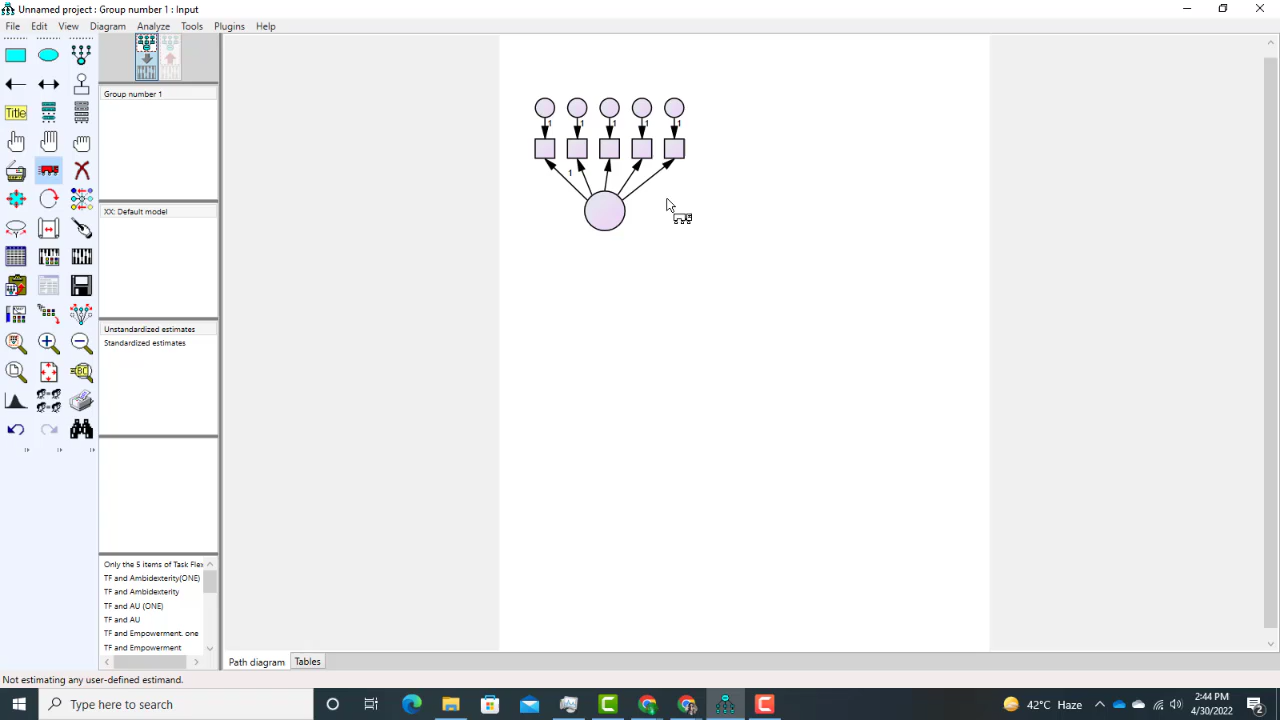 Unnamed project : Group number 1 : Input
File Edit View Diagram Analyze Tools Plugins Help
Title
Group number 1
1 1 1 1 1
1
XX: Default model
Unstandardized estimates
Standardized estimates
Only the 5 items of Task Flex
TF and Ambidexterity(ONE)
TF and Ambidexterity
TF and AU (ONE)
TF and AU
TF and Empowerment. one
TF and Empowerment
Path diagram Tables
Not estimating any user-defined estimand.
Type here to search
42°C Haze
2:44 PM
4/30/2022
2